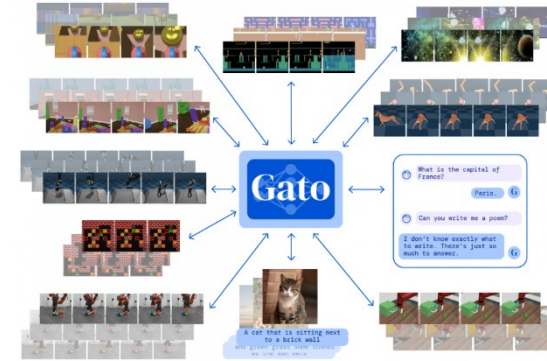 Gato
What is the capital of
France?
Paris.
G
Can you write me a poem?
I don't know exactly what
to write. There's just so
much to answer.
G
A cat that is sitting next
to a brick wall